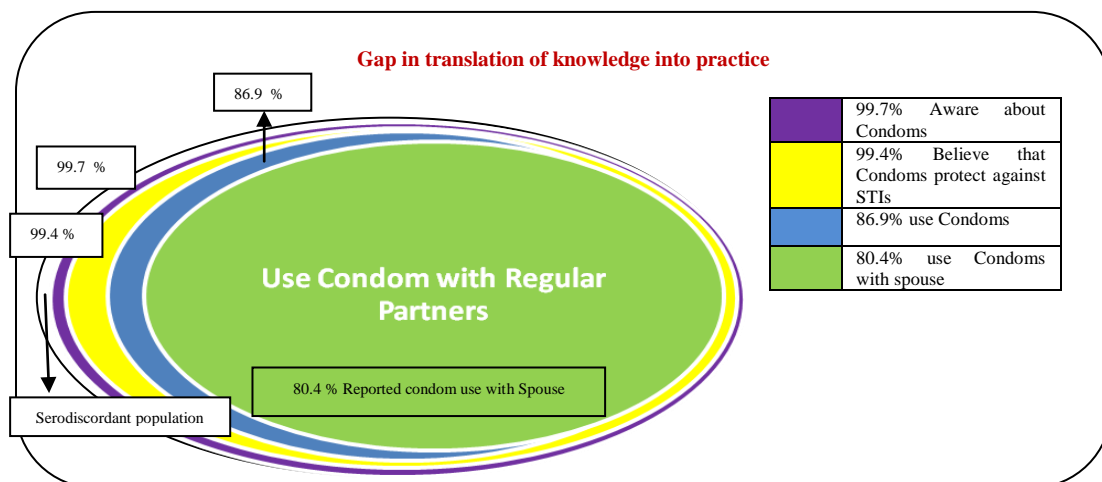 Gap in translation of knowledge into practice
86.9 %
99.7 %
99.4 %
Use Condom with Regular
Partners
80.4 % Reported condom use with Spouse
Serodiscordant population
99.7% Aware about
Condoms
99.4% Believe that
Condoms protect against
STIs
86.9% use Condoms
80.4% use Condoms
with spouse